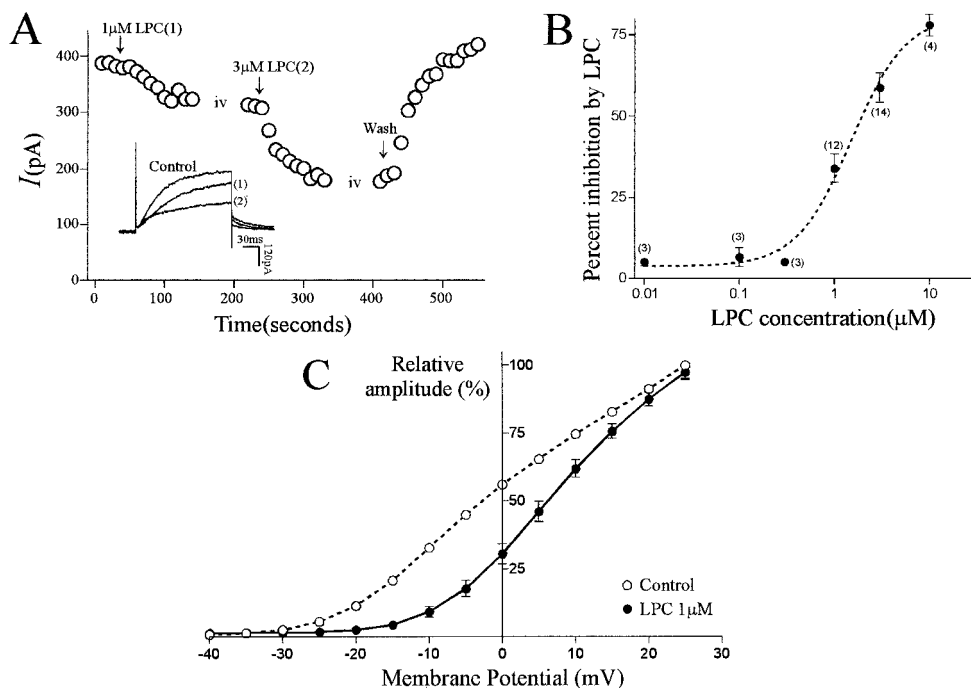 A
1μM LPC(1)
3μM LPC(2)
Wash
iv
iv
Control
(1)
(2)
30ms
120pA
I(pA)
400
300
200
100
0
0 100 200 300 400 500
Time(seconds)
B
Percent inhibition by LPC
75
50
25
0
(3)
(3)
(3)
(12)
(14)
(4)
0.01 0.1 1 10
LPC concentration(μM)
C
Relative
amplitude (%)
100
75
50
25
Control
LPC 1μM
-40 -30 -20 -10 0 10 20 30
Membrane Potential (mV)